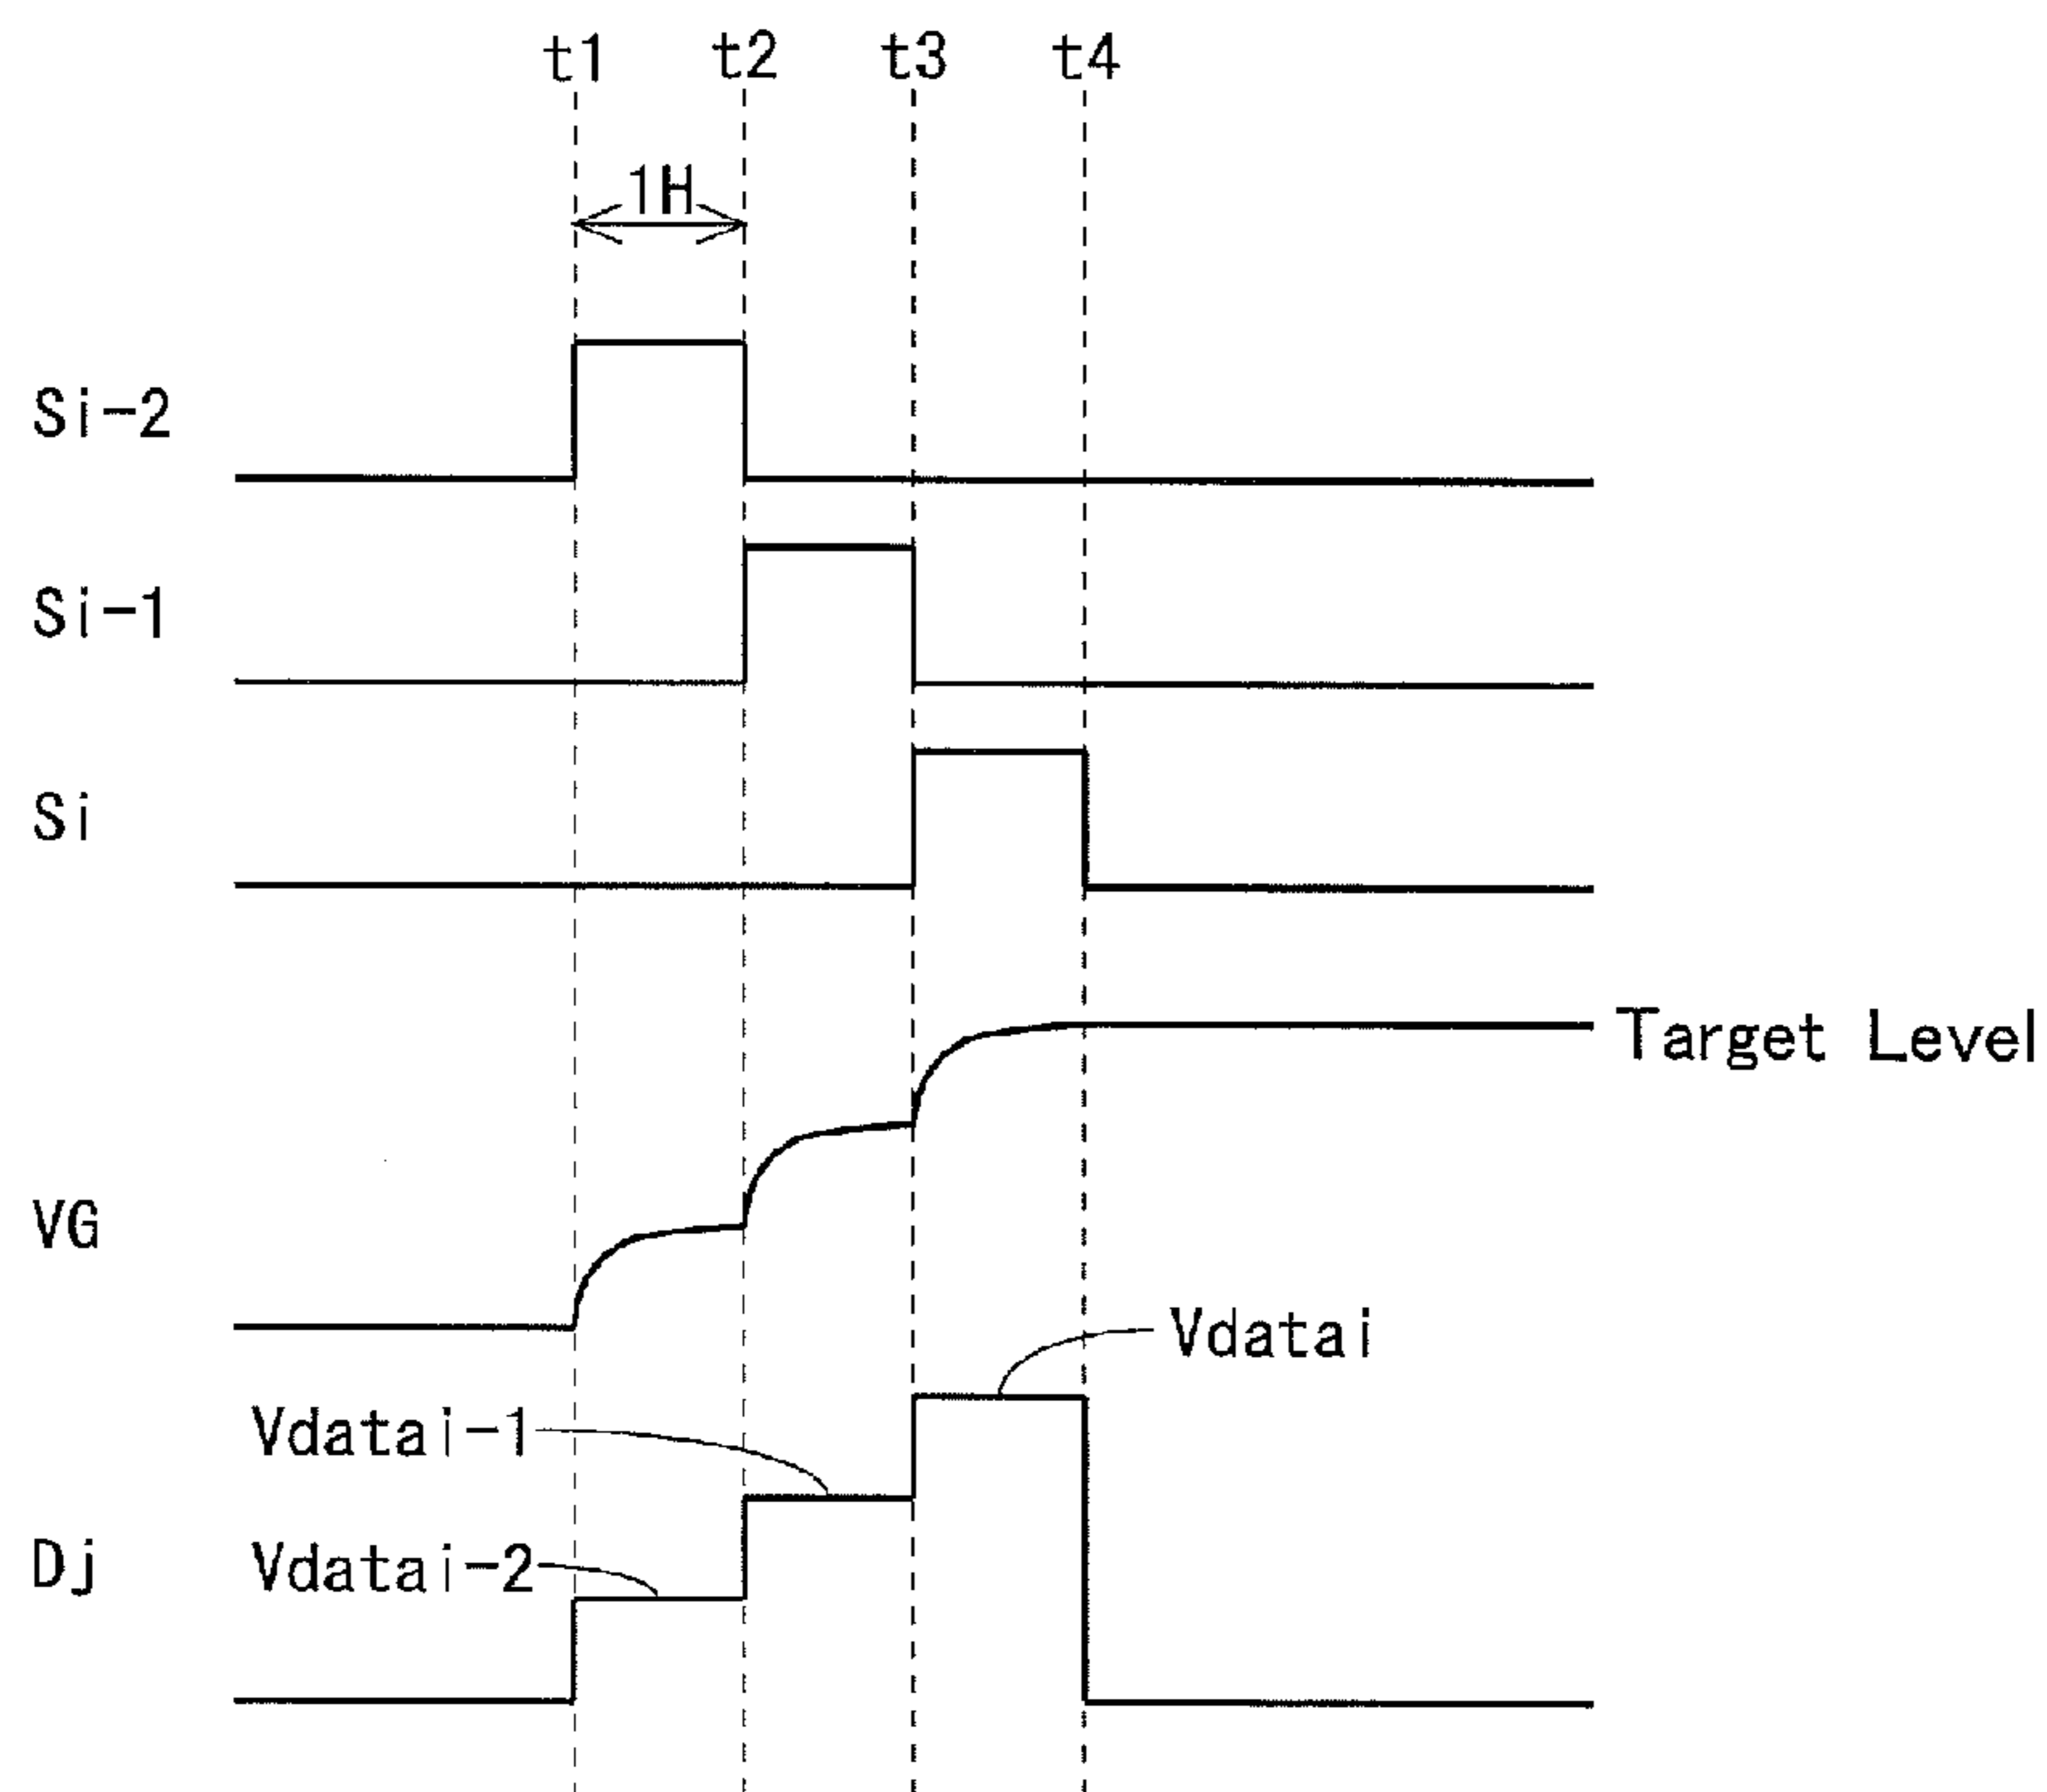 t1 t2 t3 t4
1H
Si-2
Si-1
Si
Target Level
VG
Vdatai
Vdatai-1
Dj
Vdatai-2